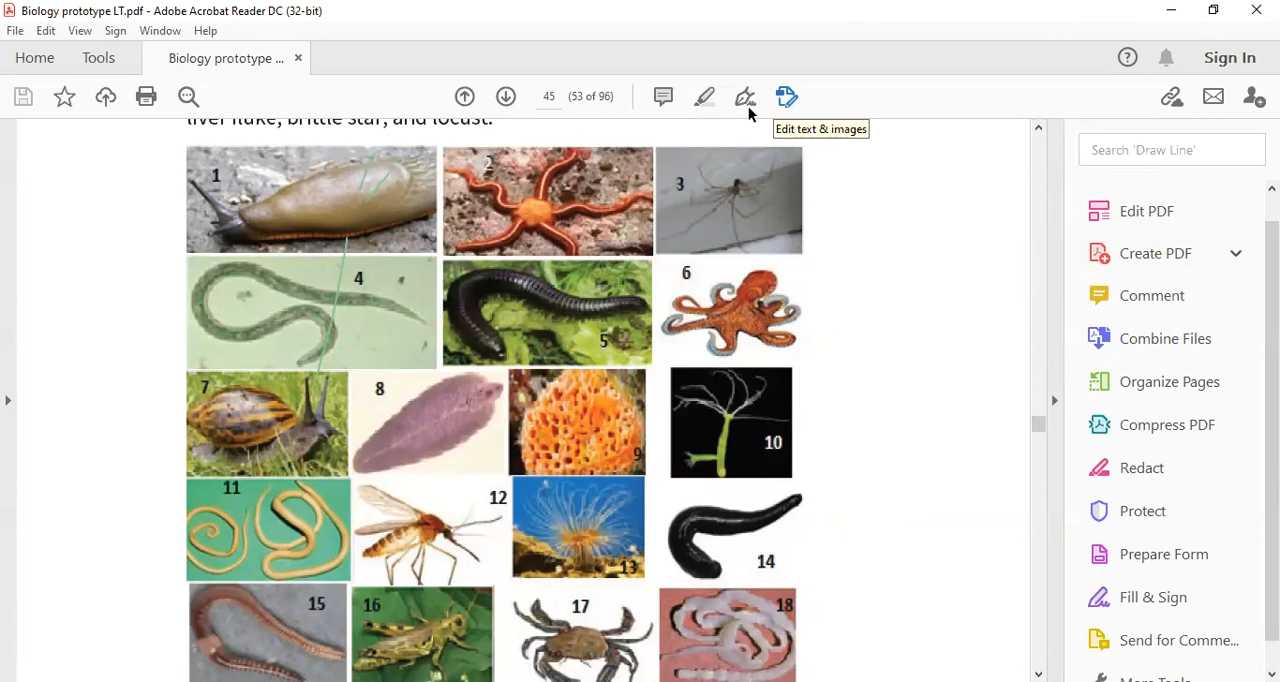 Biology prototype LT.pdf - Adobe Acrobat Reader DC (32-bit)
File Edit View Sign Window Help
Home Tools Biology prototype ... × Sign In
45 (53 of 96)
Edit text & images
liver fluke, brittle star, and locust.
1 2 3
4 5 6
7 8 9 10
11 12 13 14
15 16 17 18
Search 'Draw Line'
Edit PDF
Create PDF
Comment
Combine Files
Organize Pages
Compress PDF
Redact
Protect
Prepare Form
Fill & Sign
Send for Comme...
More Tools